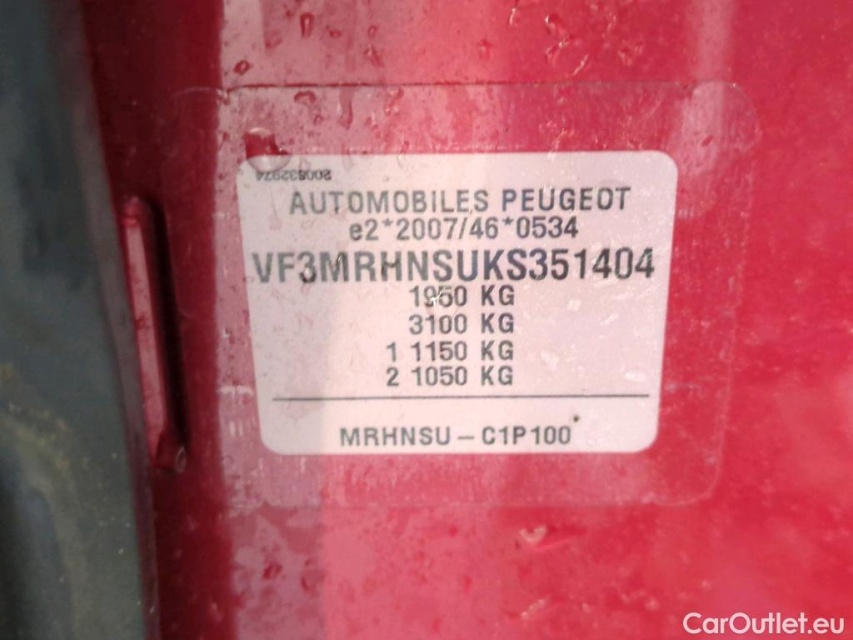 200832974
AUTOMOBILES PEUGEOT
e2*2007/46*0534
VF3MRHNSUKS351404
1950 KG
3100 KG
1 1150 KG
2 1050 KG
MRHNSU - C1P100
CarOutlet.eu